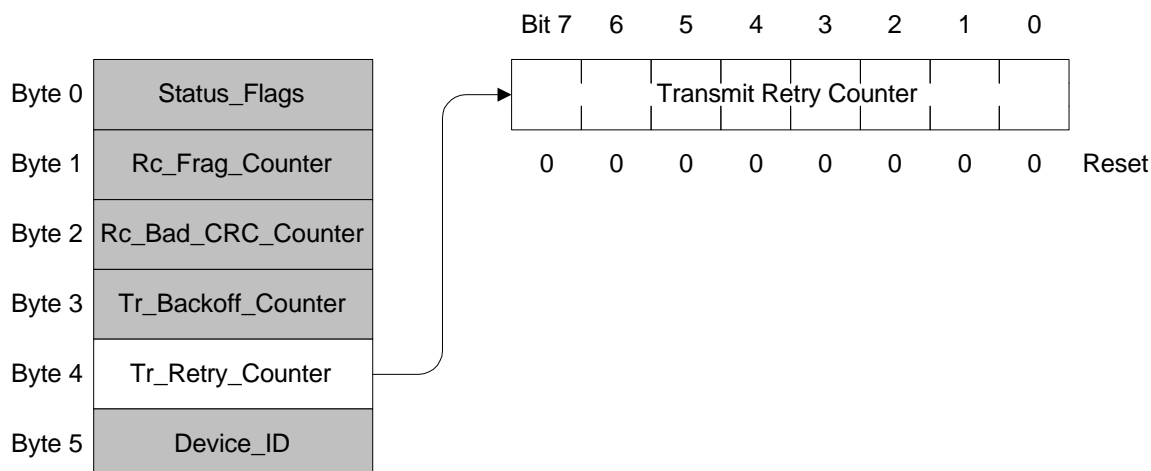 Bit 7 6 5 4 3 2 1 0
Byte 0 Status_Flags Transmit Retry Counter
Byte 1 Rc_Frag_Counter 0 0 0 0 0 0 0 0 Reset
Byte 2 Rc_Bad_CRC_Counter
Byte 3 Tr_Backoff_Counter
Byte 4 Tr_Retry_Counter
Byte 5 Device_ID